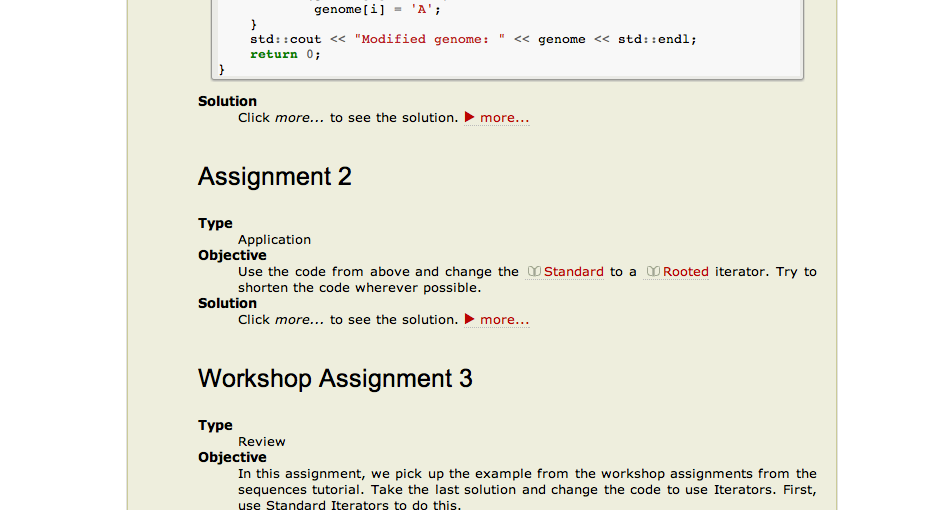 genome[i] = 'A';
}
std::cout << "Modified genome: " << genome << std::endl;
return 0;
}
Solution
Click more... to see the solution. ▶ more...
Assignment 2
Type
Application
Objective
Use the code from above and change the Standard to a Rooted iterator. Try to
shorten the code wherever possible.
Solution
Click more... to see the solution. ▶ more...
Workshop Assignment 3
Type
Review
Objective
In this assignment, we pick up the example from the workshop assignments from the
sequences tutorial. Take the last solution and change the code to use Iterators. First,
use Standard Iterators to do this.